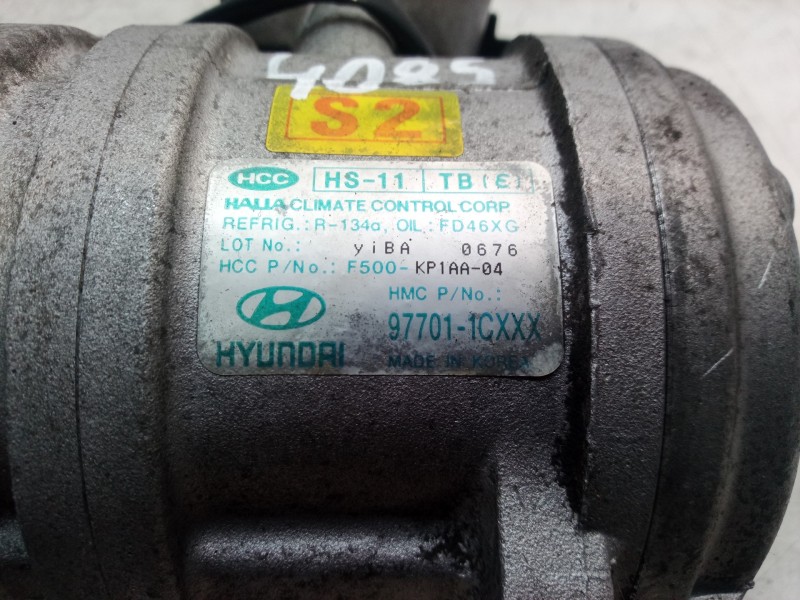 4085
S2
HCC HS-11 TB(E)
HALLA CLIMATE CONTROL CORP.
REFRIG.: R-134a, OIL: FD46XG
LOT No.: yiBA 0676
HCC P/No.: F500-KP1AA-04
HMC P/No.:
97701-1CXXX
HYUNDAI
MADE IN KOREA